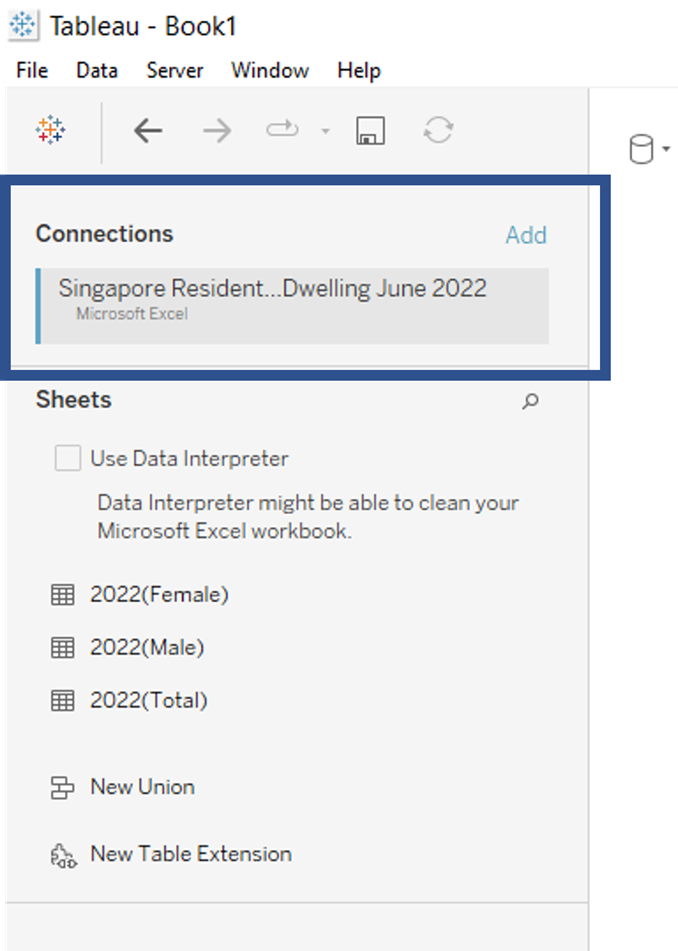 Tableau - Book1
File Data Server Window Help
Connections Add
Singapore Resident...Dwelling June 2022
Microsoft Excel
Sheets
Use Data Interpreter
Data Interpreter might be able to clean your
Microsoft Excel workbook.
2022(Female)
2022(Male)
2022(Total)
New Union
New Table Extension